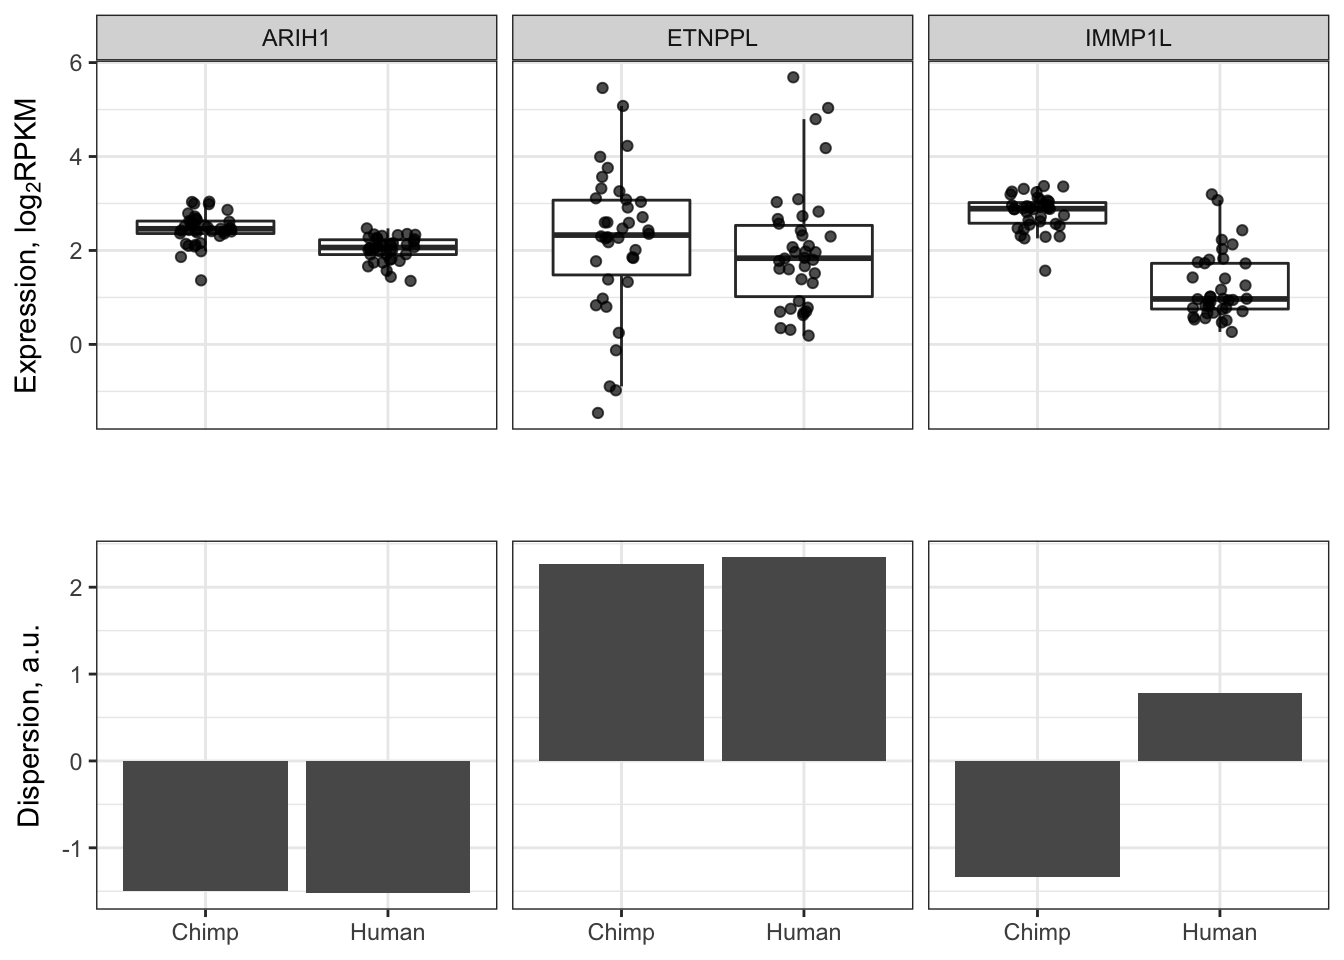 ARIH1 ETNPPL IMMP1L
Expression, log₂RPKM
6
4
2
0
Dispersion, a.u.
2
1
0
-1
Chimp Human Chimp Human Chimp Human